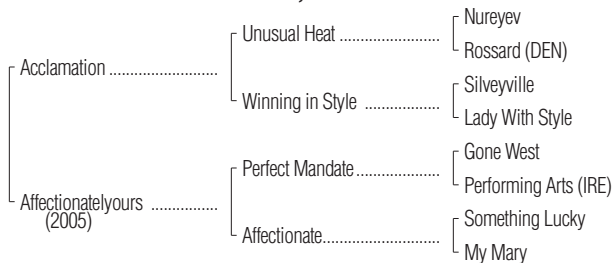 Nureyev
Unusual Heat
Rossard (DEN)
Acclamation
Silveyville
Winning in Style
Lady With Style
Gone West
Perfect Mandate
Performing Arts (IRE)
Affectionatelyours
(2005)
Something Lucky
Affectionate
My Mary